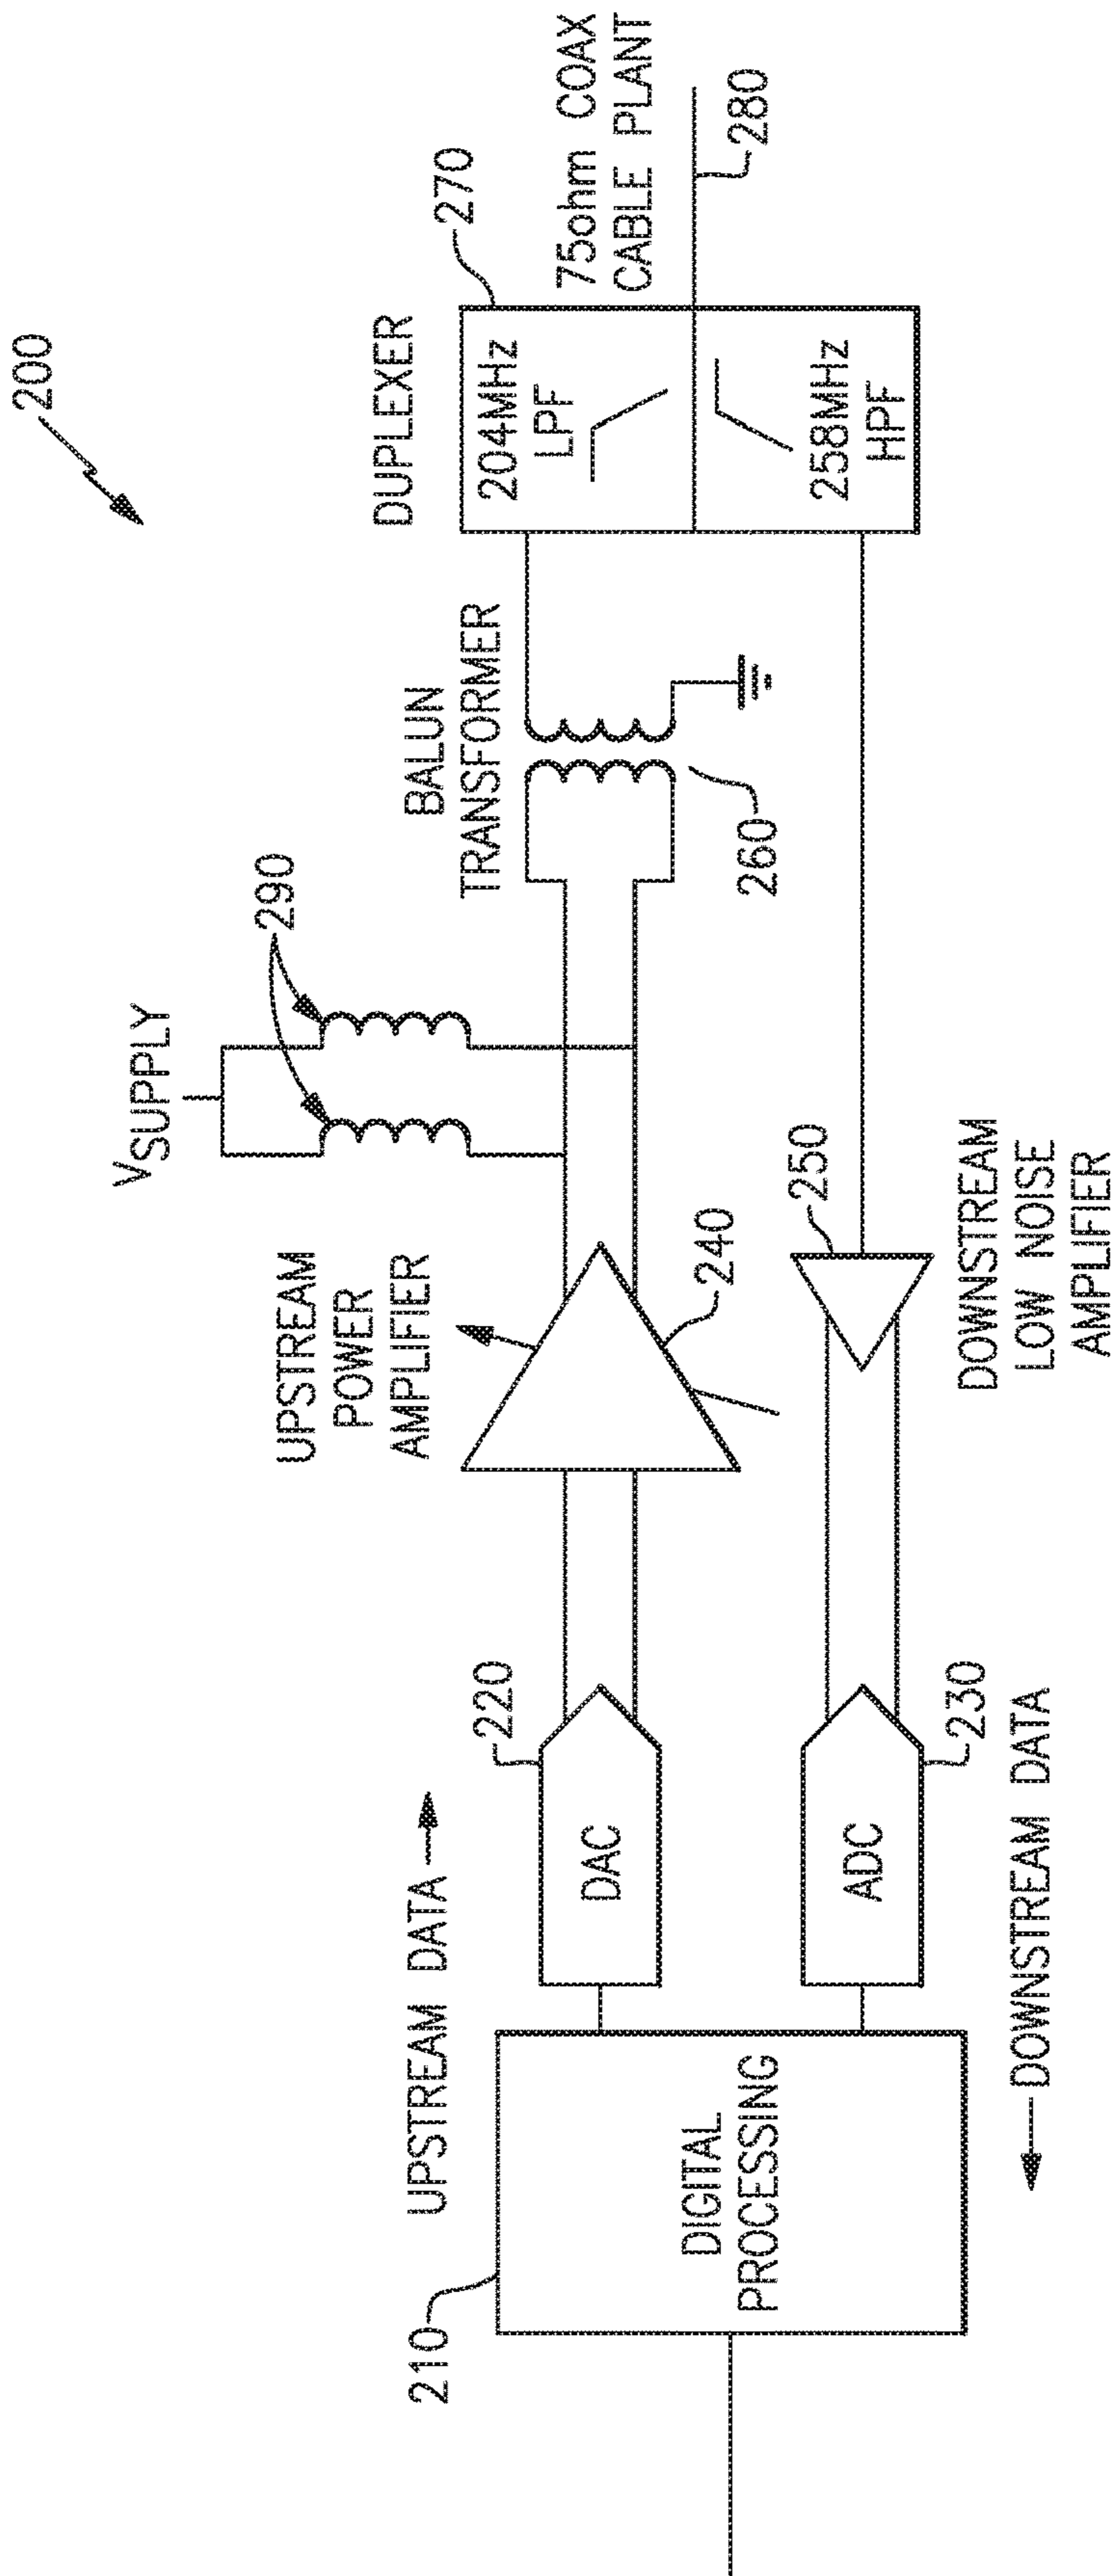 200
VSUPPLY
290
UPSTREAM
POWER
AMPLIFIER
240
BALUN
TRANSFORMER
260
DUPLEXER
270
204MHz
LPF
258MHz
HPF
75ohm COAX
CABLE PLANT
280
UPSTREAM DATA
220
DAC
210
DIGITAL
PROCESSING
ADC
230
DOWNSTREAM DATA
250
DOWNSTREAM
LOW NOISE
AMPLIFIER